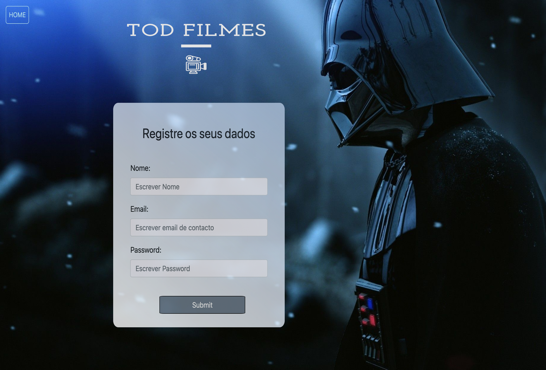 HOME
TOD FILMES
Registre os seus dados
Nome:
Escrever Nome
Email:
Escrever email de contacto
Password:
Escrever Password
Submit